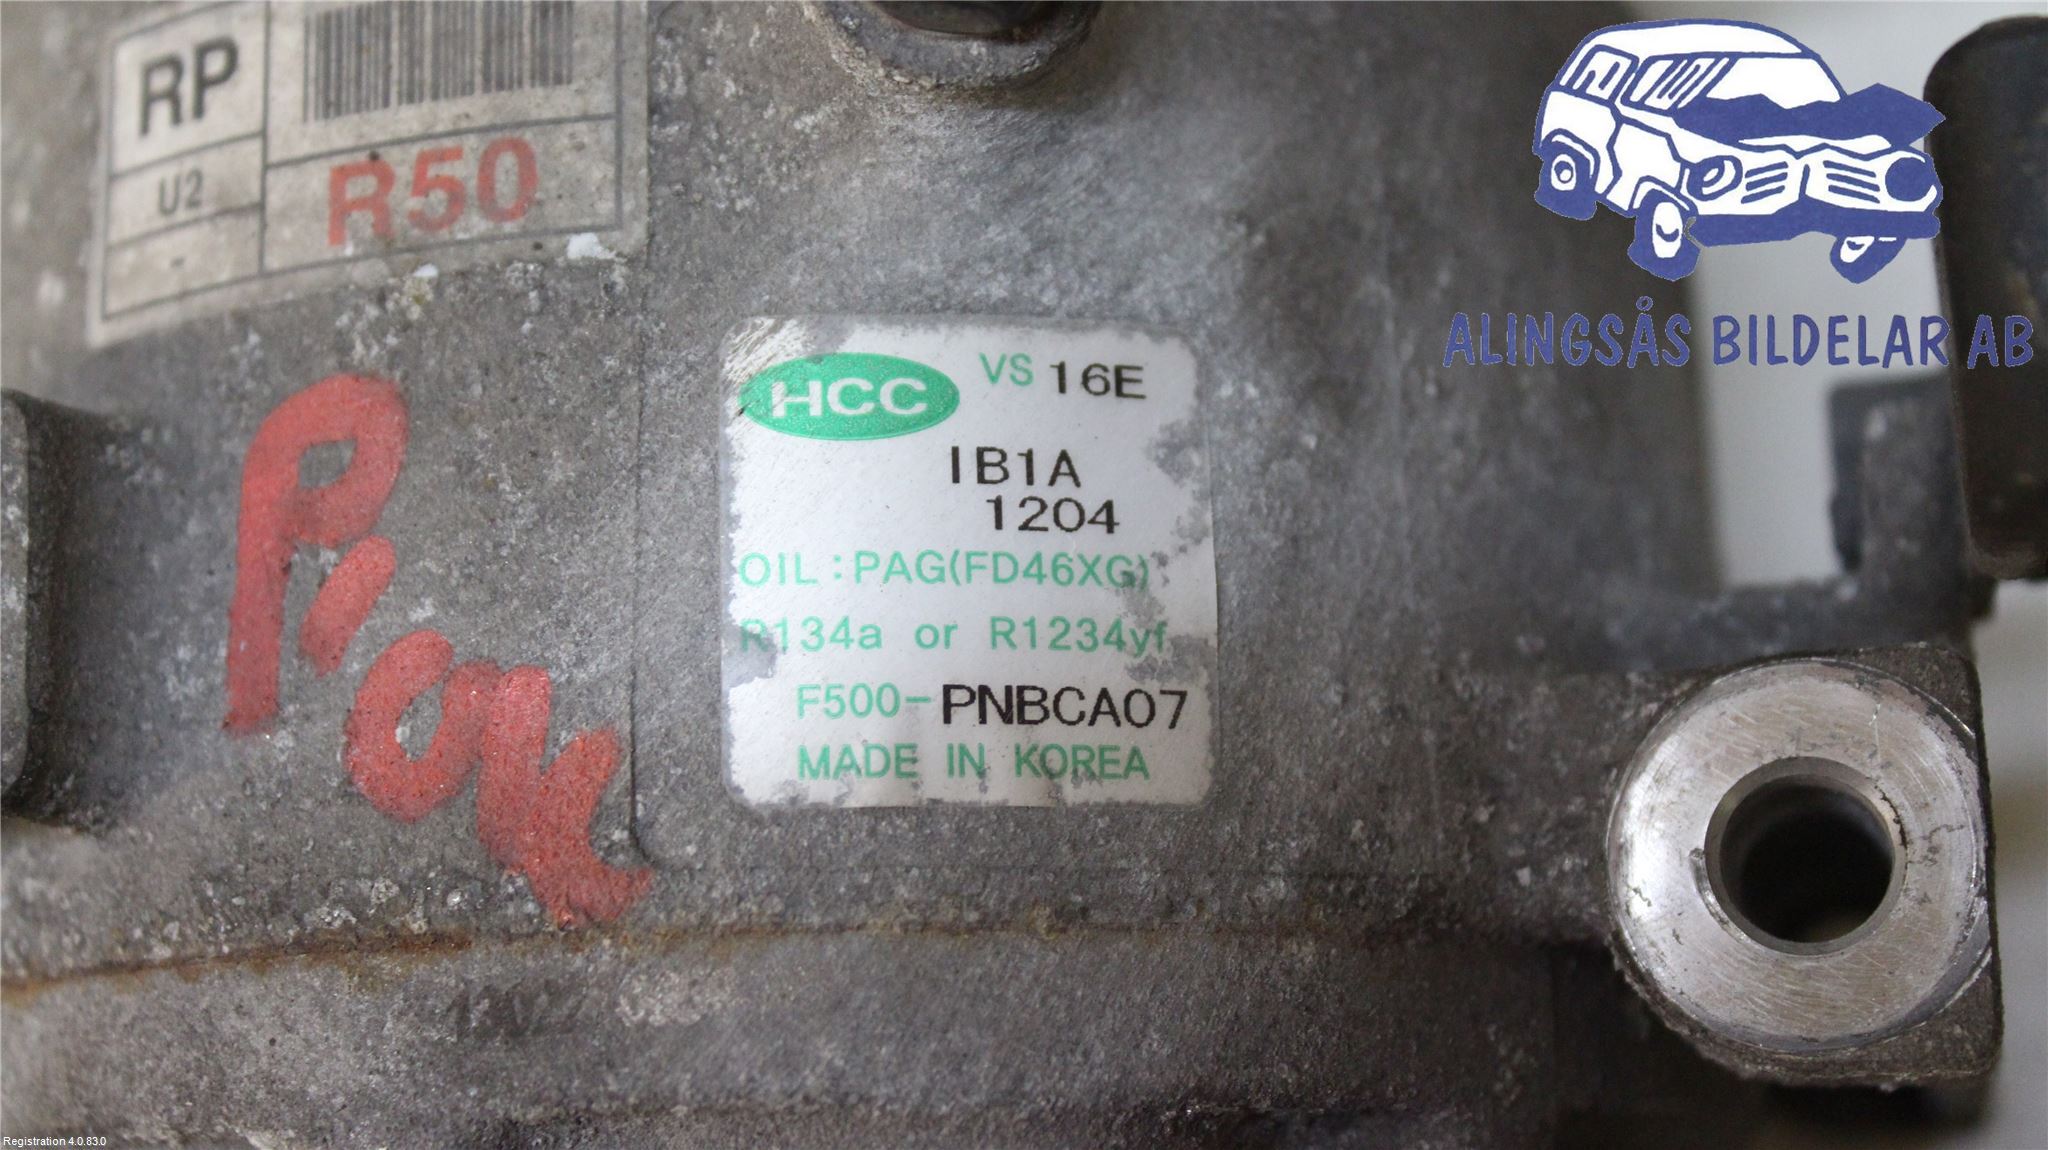 RP
U2
-
R50
HCC VS 16E
IB1A
1204
OIL : PAG(FD46XG)
R134a or R1234yf
F500-PNBCA07
MADE IN KOREA
ALINGSÅS BILDELAR AB
Registration 4.0.83.0